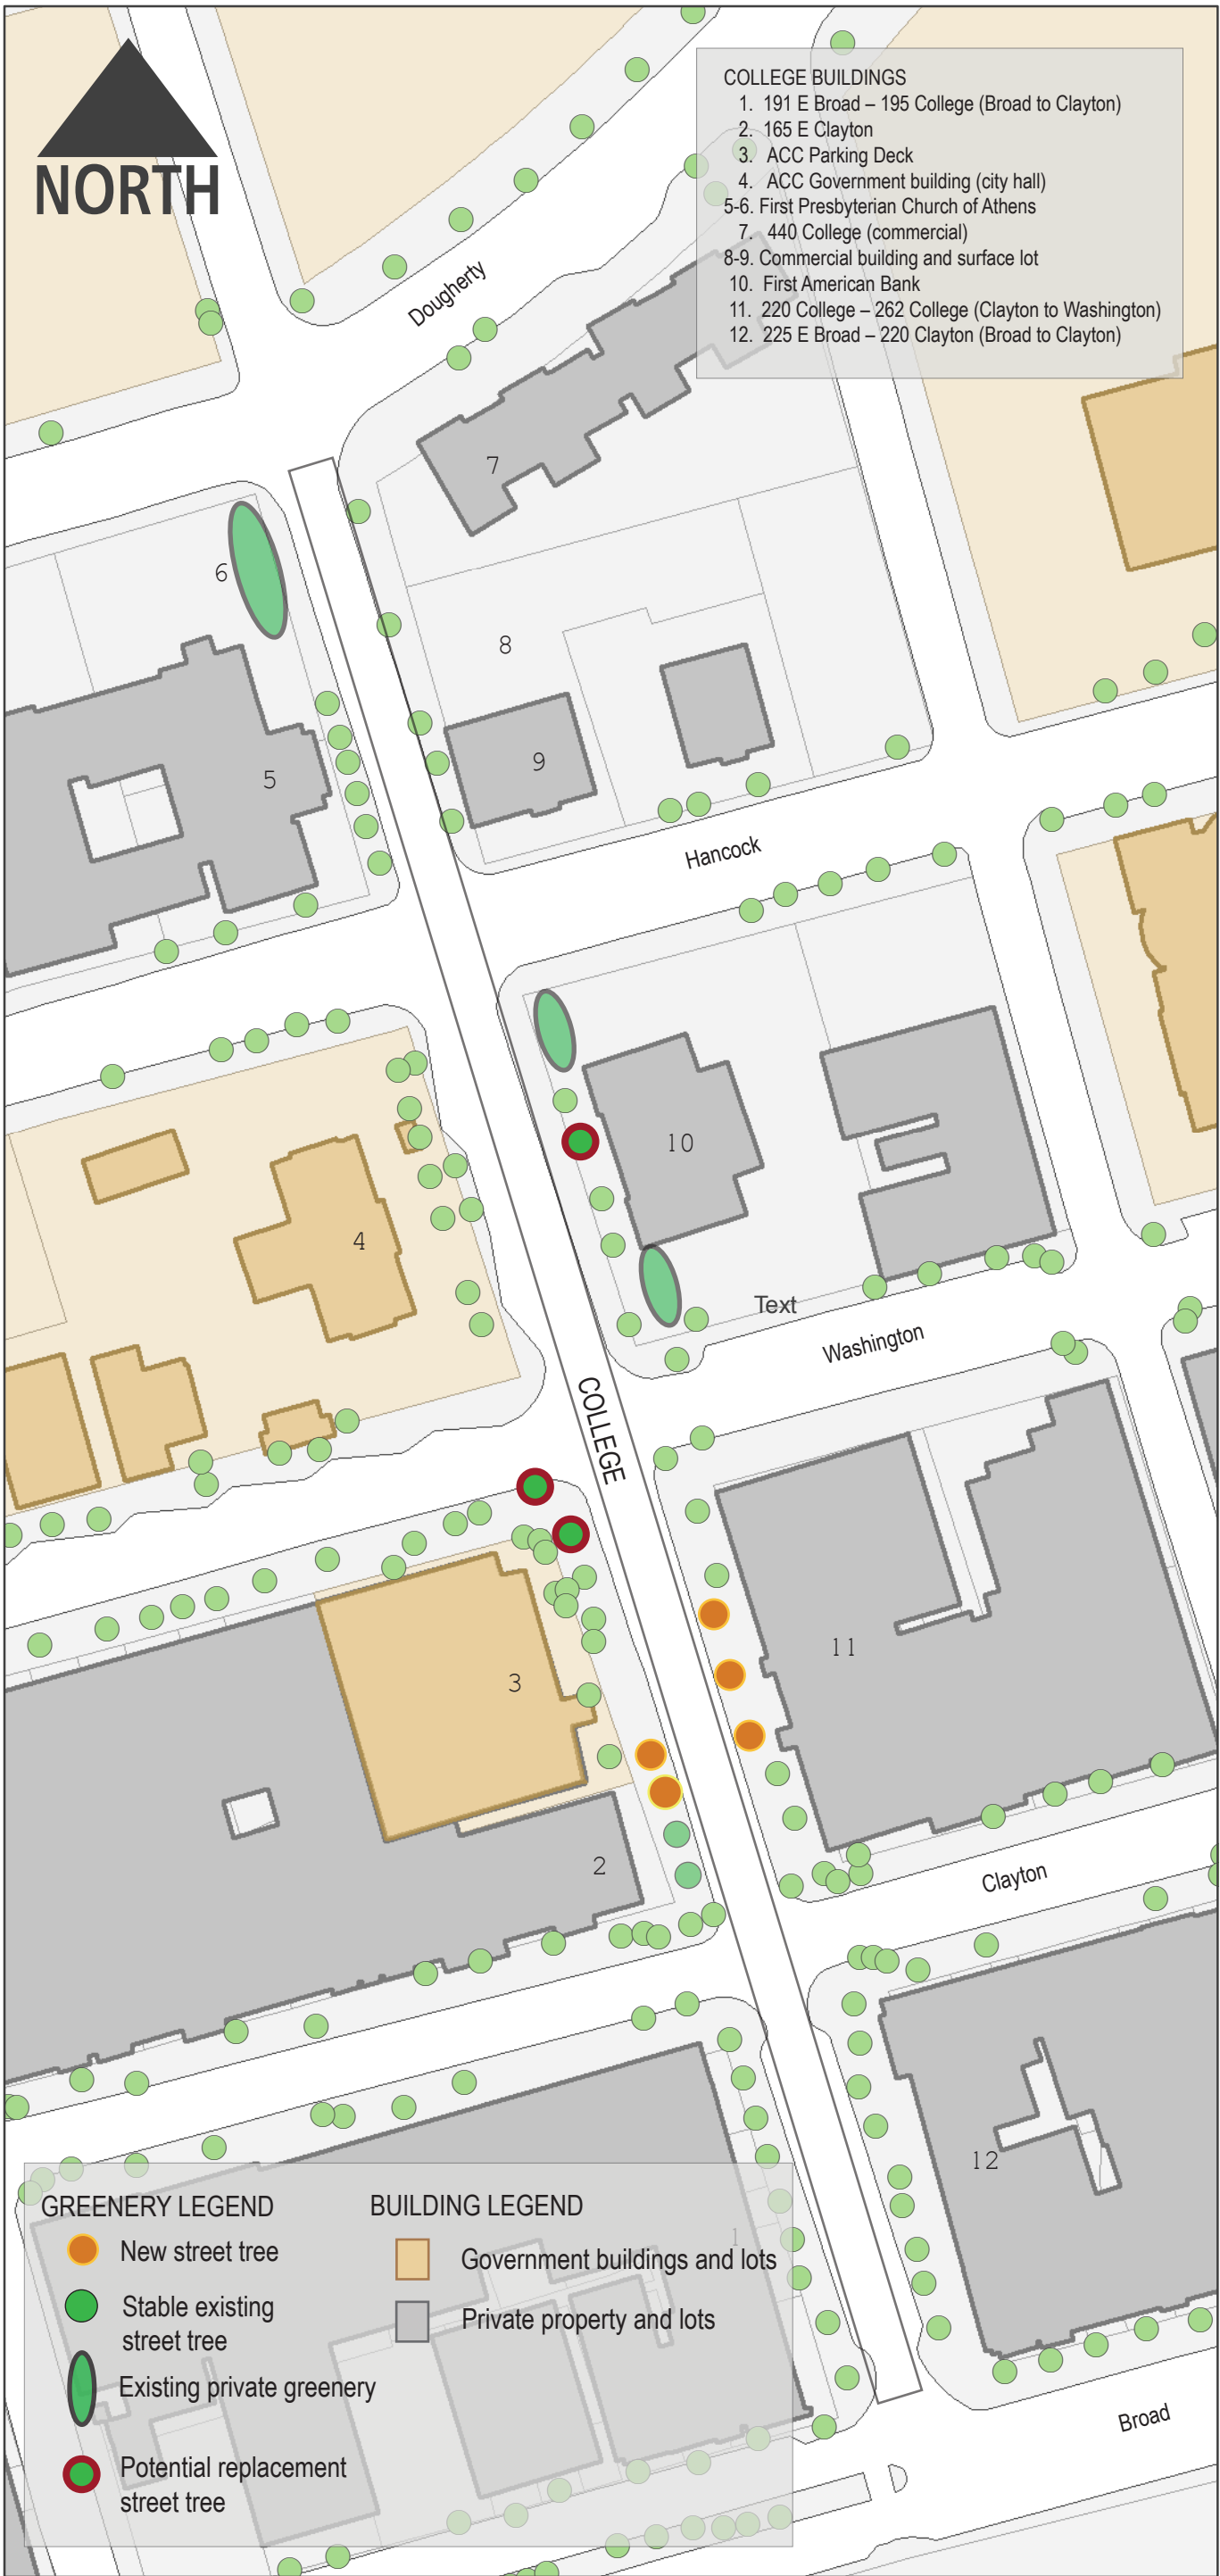 NORTH
COLLEGE BUILDINGS
1. 191 E Broad – 195 College (Broad to Clayton)
2. 165 E Clayton
3. ACC Parking Deck
4. ACC Government building (city hall)
5-6. First Presbyterian Church of Athens
7. 440 College (commercial)
8-9. Commercial building and surface lot
10. First American Bank
11. 220 College – 262 College (Clayton to Washington)
12. 225 E Broad – 220 Clayton (Broad to Clayton)
Dougherty
7
6
8
9
5
Hancock
10
4
Text
Washington
COLLEGE
11
3
2
Clayton
12
1
GREENERY LEGEND
New street tree
Stable existing
street tree
Existing private greenery
Potential replacement
street tree
BUILDING LEGEND
Government buildings and lots
Private property and lots
Broad